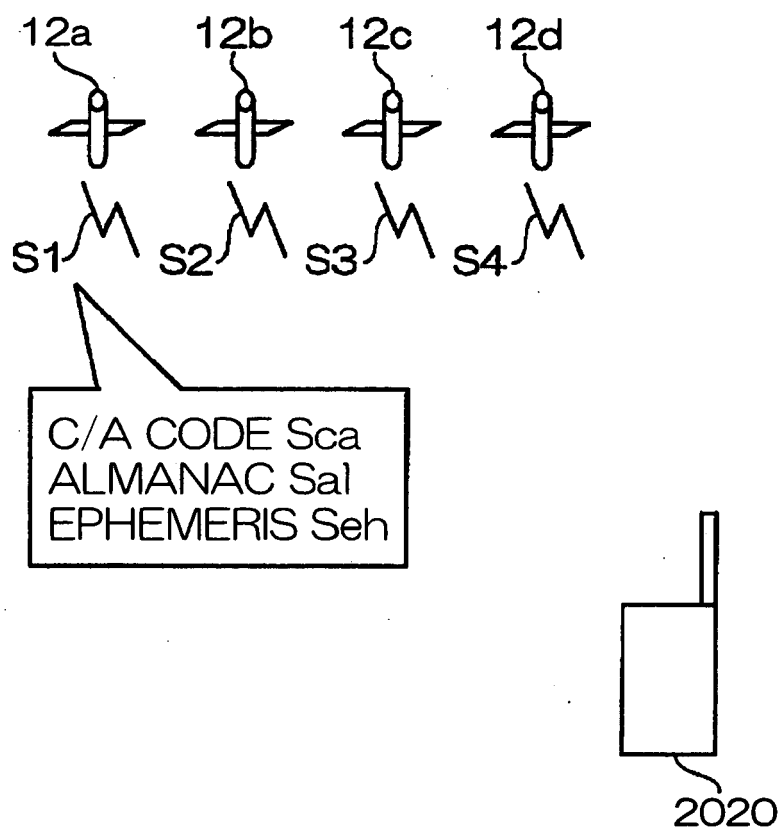 12a 12b 12c 12d
S1 S2 S3 S4
C/A CODE Sca
ALMANAC Sal
EPHEMERIS Seh
2020